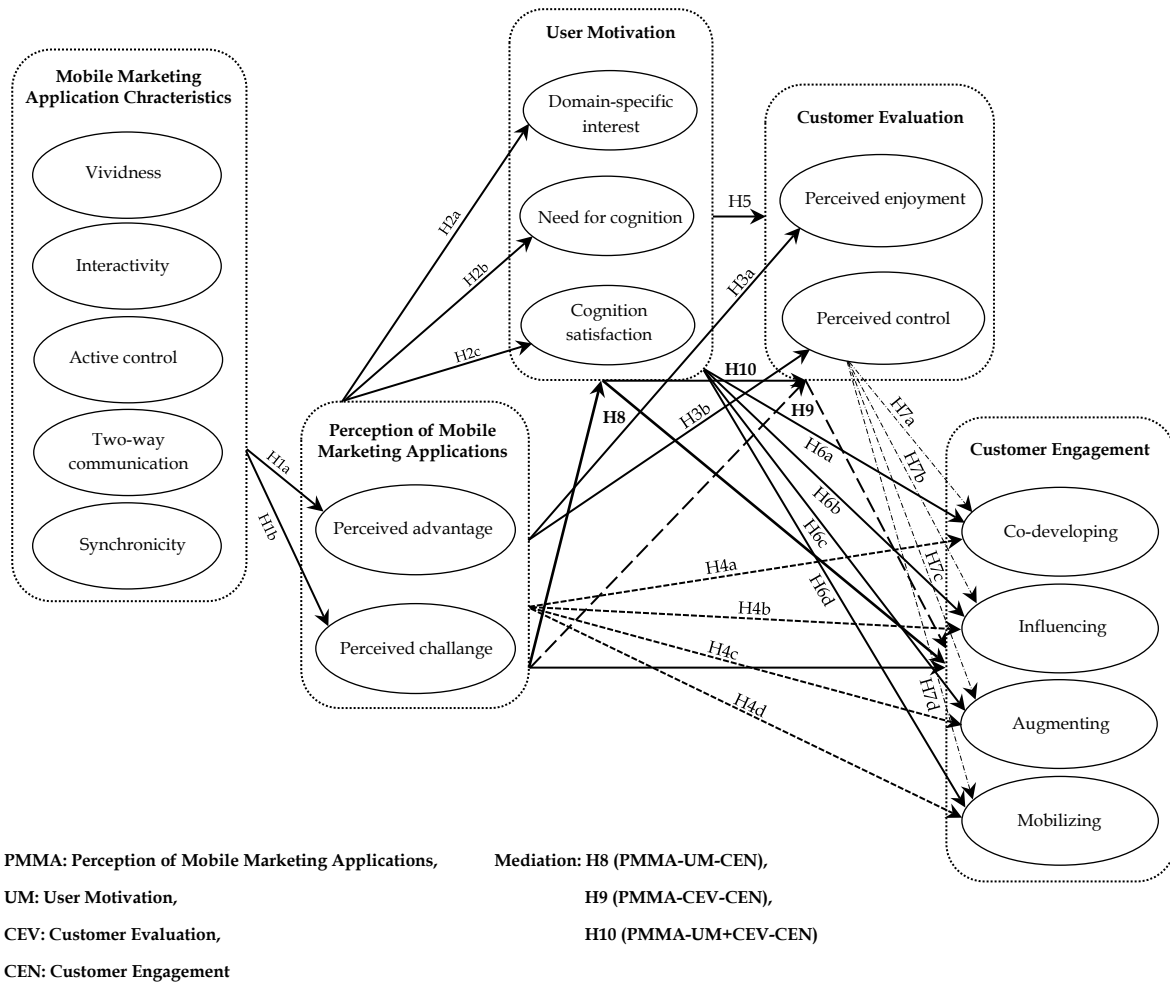 Mobile Marketing
Application Chracteristics
Vividness
Interactivity
Active control
Two-way
communication
Synchronicity
H1a
H1b
Perception of Mobile
Marketing Applications
Perceived advantage
Perceived challange
H2a
H2b
H2c
User Motivation
Domain-specific
interest
Need for cognition
Cognition
satisfaction
H5
H3a
H3b
Customer Evaluation
Perceived enjoyment
Perceived control
H8
H10
H9
H4a
H4b
H4c
H4d
H6a
H6b
H6c
H6d
H7a
H7b
H7c
H7d
Customer Engagement
Co-developing
Influencing
Augmenting
Mobilizing
PMMA: Perception of Mobile Marketing Applications,
UM: User Motivation,
CEV: Customer Evaluation,
CEN: Customer Engagement
Mediation: H8 (PMMA-UM-CEN),
H9 (PMMA-CEV-CEN),
H10 (PMMA-UM+CEV-CEN)